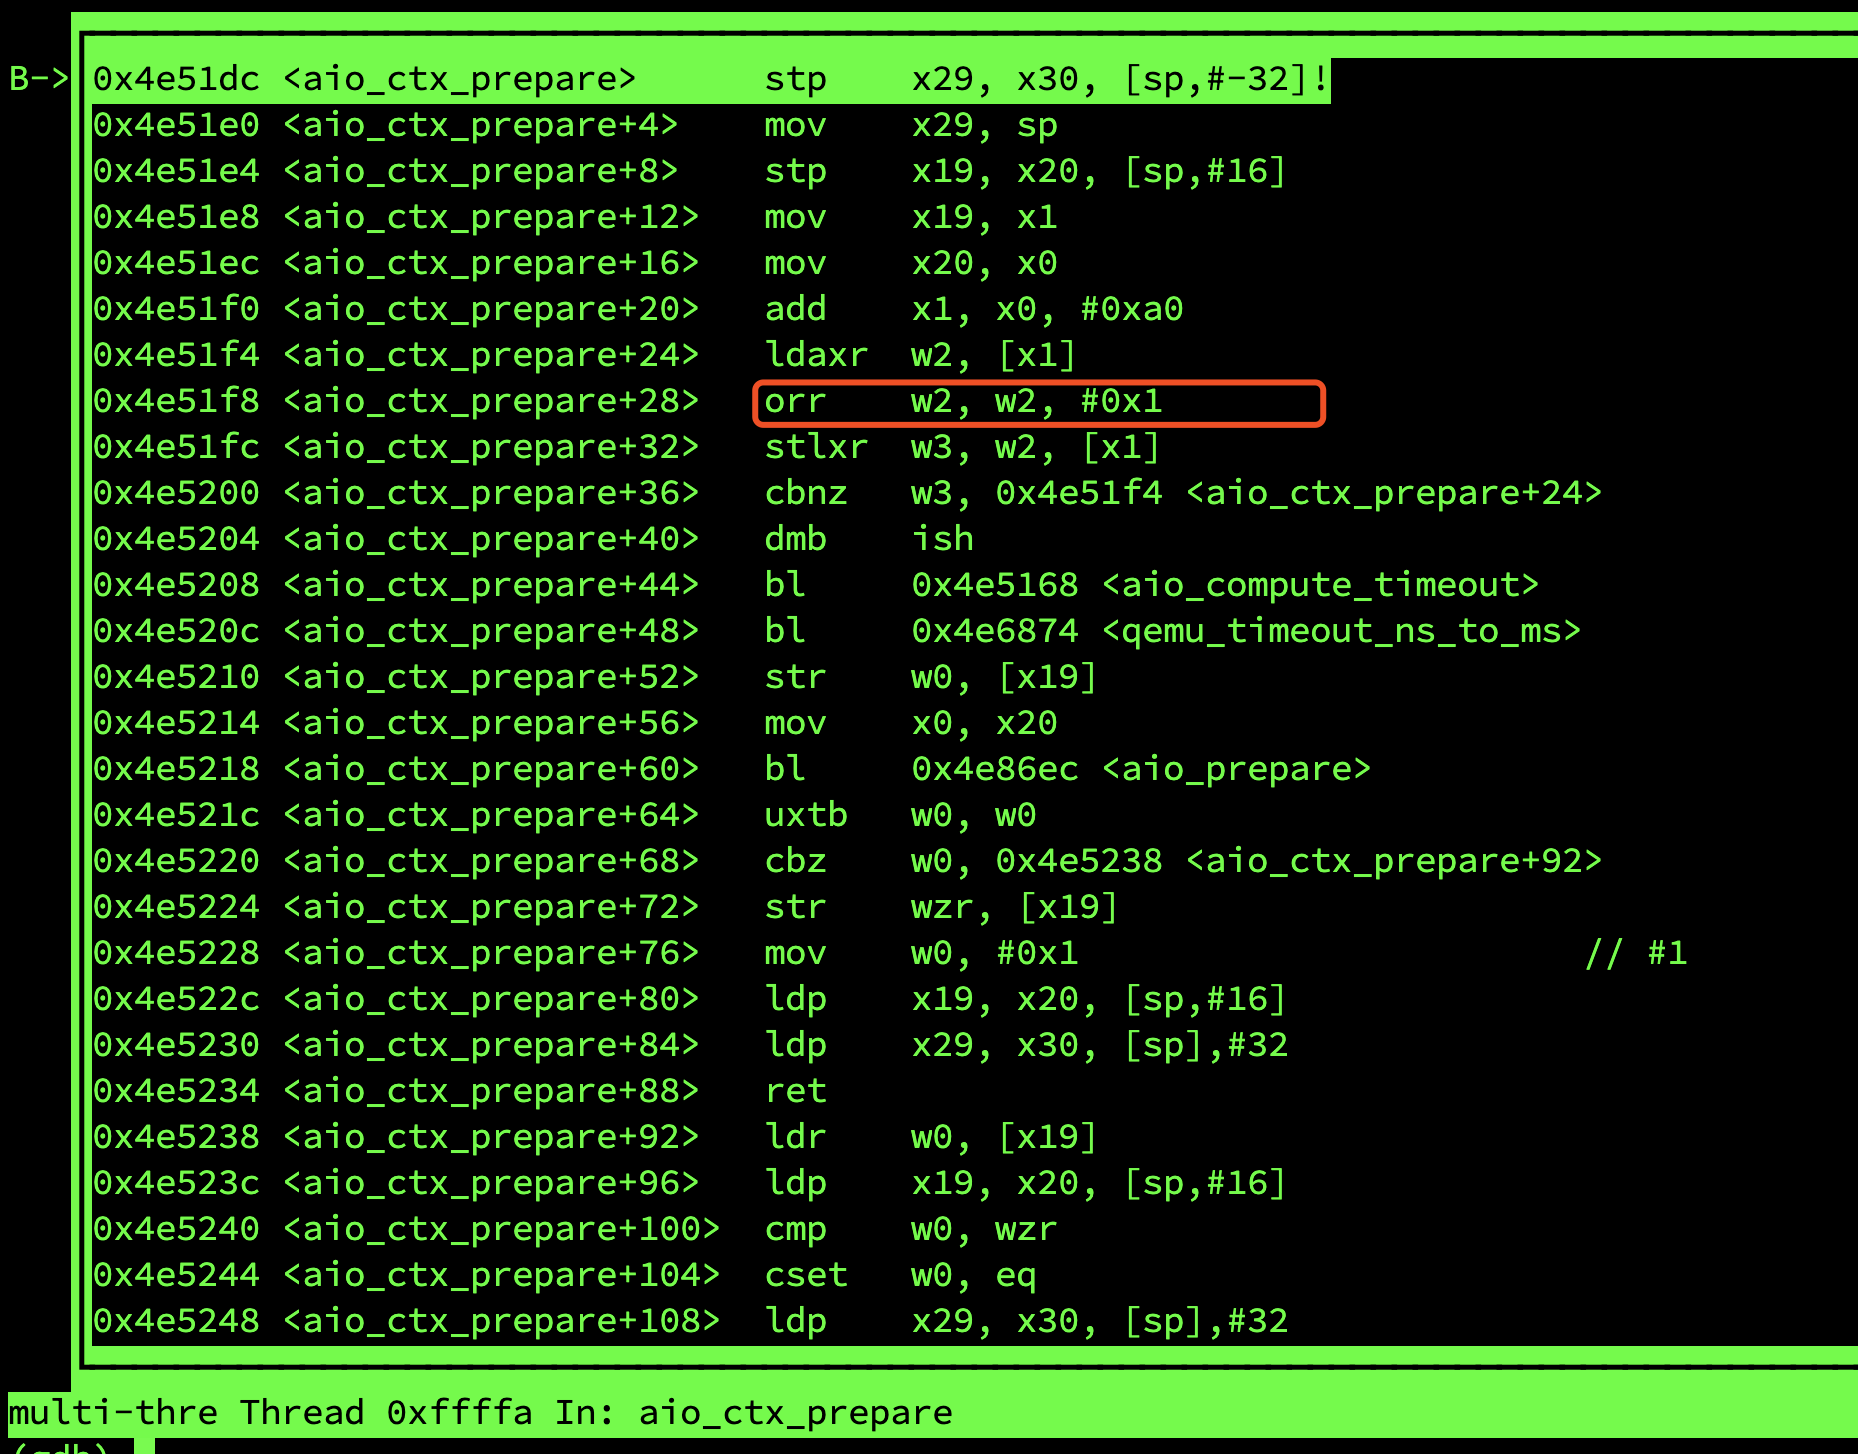 B-> 0x4e51dc <aio_ctx_prepare> stp x29, x30, [sp,#-32]!
0x4e51e0 <aio_ctx_prepare+4> mov x29, sp
0x4e51e4 <aio_ctx_prepare+8> stp x19, x20, [sp,#16]
0x4e51e8 <aio_ctx_prepare+12> mov x19, x1
0x4e51ec <aio_ctx_prepare+16> mov x20, x0
0x4e51f0 <aio_ctx_prepare+20> add x1, x0, #0xa0
0x4e51f4 <aio_ctx_prepare+24> ldaxr w2, [x1]
0x4e51f8 <aio_ctx_prepare+28> orr w2, w2, #0x1
0x4e51fc <aio_ctx_prepare+32> stlxr w3, w2, [x1]
0x4e5200 <aio_ctx_prepare+36> cbnz w3, 0x4e51f4 <aio_ctx_prepare+24>
0x4e5204 <aio_ctx_prepare+40> dmb ish
0x4e5208 <aio_ctx_prepare+44> bl 0x4e5168 <aio_compute_timeout>
0x4e520c <aio_ctx_prepare+48> bl 0x4e6874 <qemu_timeout_ns_to_ms>
0x4e5210 <aio_ctx_prepare+52> str w0, [x19]
0x4e5214 <aio_ctx_prepare+56> mov x0, x20
0x4e5218 <aio_ctx_prepare+60> bl 0x4e86ec <aio_prepare>
0x4e521c <aio_ctx_prepare+64> uxtb w0, w0
0x4e5220 <aio_ctx_prepare+68> cbz w0, 0x4e5238 <aio_ctx_prepare+92>
0x4e5224 <aio_ctx_prepare+72> str wzr, [x19]
0x4e5228 <aio_ctx_prepare+76> mov w0, #0x1 // #1
0x4e522c <aio_ctx_prepare+80> ldp x19, x20, [sp,#16]
0x4e5230 <aio_ctx_prepare+84> ldp x29, x30, [sp],#32
0x4e5234 <aio_ctx_prepare+88> ret
0x4e5238 <aio_ctx_prepare+92> ldr w0, [x19]
0x4e523c <aio_ctx_prepare+96> ldp x19, x20, [sp,#16]
0x4e5240 <aio_ctx_prepare+100> cmp w0, wzr
0x4e5244 <aio_ctx_prepare+104> cset w0, eq
0x4e5248 <aio_ctx_prepare+108> ldp x29, x30, [sp],#32
multi-thre Thread 0xffffa In: aio_ctx_prepare
(gdb)